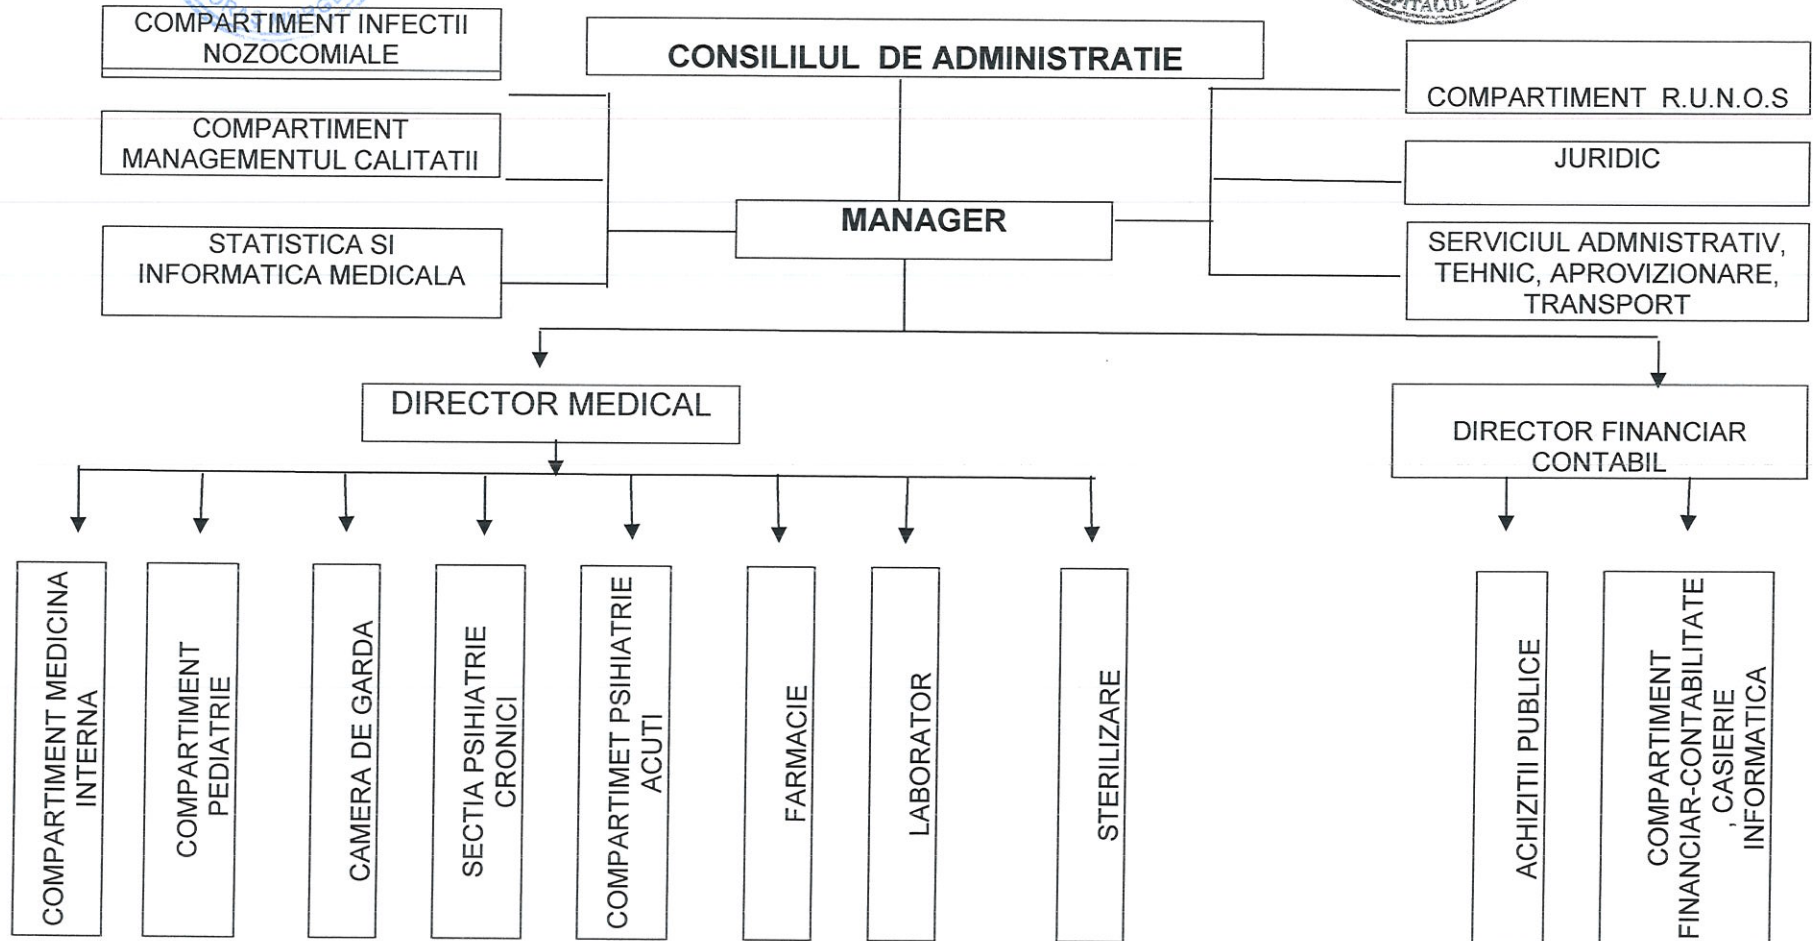 COMPARTIMENT INFECTII
NOZOCOMIALE
CONSILILUL DE ADMINISTRATIE
COMPARTIMENT R.U.N.O.S
COMPARTIMENT
MANAGEMENTUL CALITATII
JURIDIC
MANAGER
STATISTICA SI
INFORMATICA MEDICALA
SERVICIUL ADMNISTRATIV,
TEHNIC, APROVIZIONARE,
TRANSPORT
DIRECTOR MEDICAL
DIRECTOR FINANCIAR
CONTABIL
COMPARTIMENT MEDICINA
INTERNA
COMPARTIMENT
PEDIATRIE
CAMERA DE GARDA
SECTIA PSIHIATRIE
CRONICI
COMPARTIMET PSIHIATRIE
ACUTI
FARMACIE
LABORATOR
STERILIZARE
ACHIZITII PUBLICE
COMPARTIMENT
FINANCIAR-CONTABILITATE
, CASIERIE
INFORMATICA